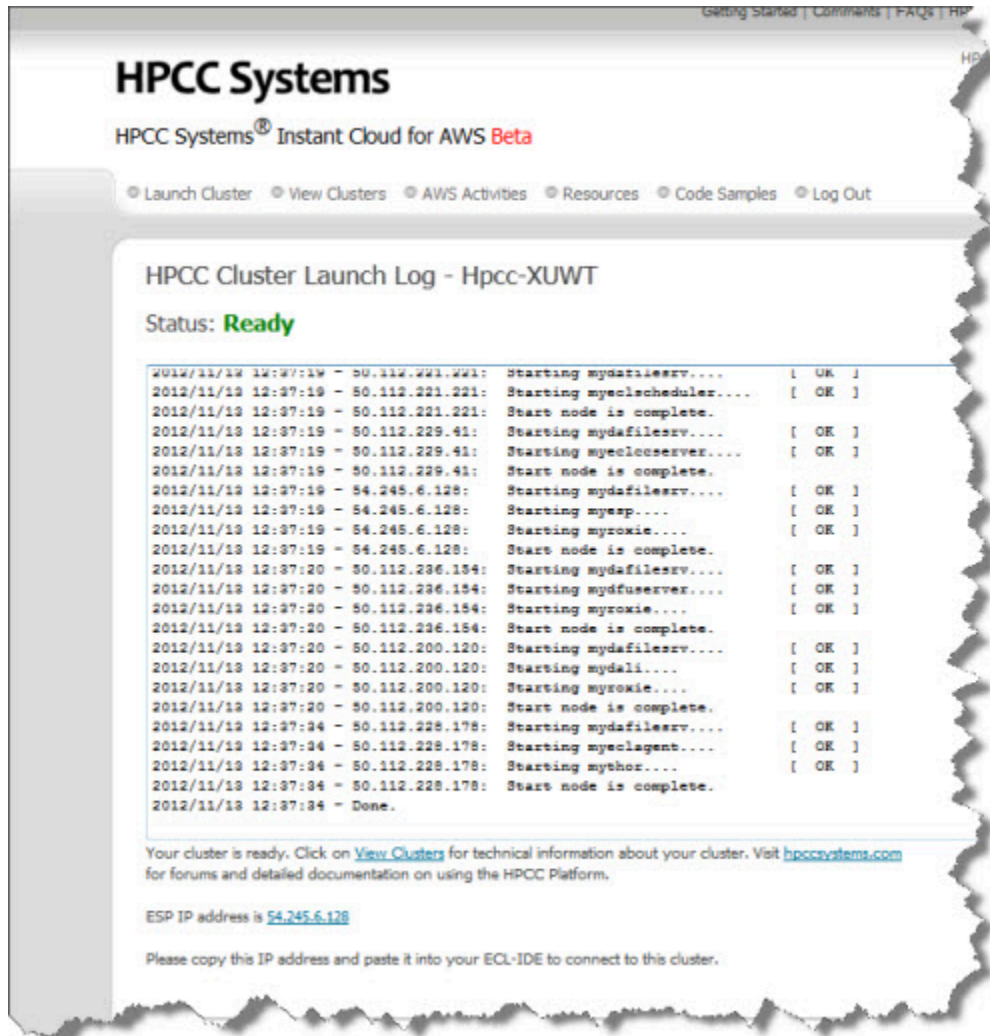 Getting Started | Comments | FAQs |
HPCC Systems
HPCC Systems® Instant Cloud for AWS Beta
Launch Cluster View Clusters AWS Activities Resources Code Samples Log Out
HPCC Cluster Launch Log - Hpcc-XUWT
Status: Ready
2012/11/13 12:37:19 - 50.112.221.221: Starting mydafilesrv.... [ OK ]
2012/11/13 12:37:19 - 50.112.221.221: Starting myeclscheduler.... [ OK ]
2012/11/13 12:37:19 - 50.112.221.221: Start node is complete.
2012/11/13 12:37:19 - 50.112.229.41: Starting mydafilesrv.... [ OK ]
2012/11/13 12:37:19 - 50.112.229.41: Starting myeclccserver.... [ OK ]
2012/11/13 12:37:19 - 50.112.229.41: Start node is complete.
2012/11/13 12:37:19 - 54.245.6.128: Starting mydafilesrv.... [ OK ]
2012/11/13 12:37:19 - 54.245.6.128: Starting myesp.... [ OK ]
2012/11/13 12:37:19 - 54.245.6.128: Starting myroxie.... [ OK ]
2012/11/13 12:37:19 - 54.245.6.128: Start node is complete.
2012/11/13 12:37:20 - 50.112.236.154: Starting mydafilesrv.... [ OK ]
2012/11/13 12:37:20 - 50.112.236.154: Starting mydfuserver.... [ OK ]
2012/11/13 12:37:20 - 50.112.236.154: Starting myroxie.... [ OK ]
2012/11/13 12:37:20 - 50.112.236.154: Start node is complete.
2012/11/13 12:37:20 - 50.112.200.120: Starting mydafilesrv.... [ OK ]
2012/11/13 12:37:20 - 50.112.200.120: Starting mydali.... [ OK ]
2012/11/13 12:37:20 - 50.112.200.120: Starting myroxie.... [ OK ]
2012/11/13 12:37:20 - 50.112.200.120: Start node is complete.
2012/11/13 12:37:34 - 50.112.228.178: Starting mydafilesrv.... [ OK ]
2012/11/13 12:37:34 - 50.112.228.178: Starting myeclagent.... [ OK ]
2012/11/13 12:37:34 - 50.112.228.178: Starting mythor.... [ OK ]
2012/11/13 12:37:34 - 50.112.228.178: Start node is complete.
2012/11/13 12:37:34 - Done.
Your cluster is ready. Click on View Clusters for technical information about your cluster. Visit hpccsystems.com
for forums and detailed documentation on using the HPCC Platform.
ESP IP address is 54.245.6.128
Please copy this IP address and paste it into your ECL-IDE to connect to this cluster.